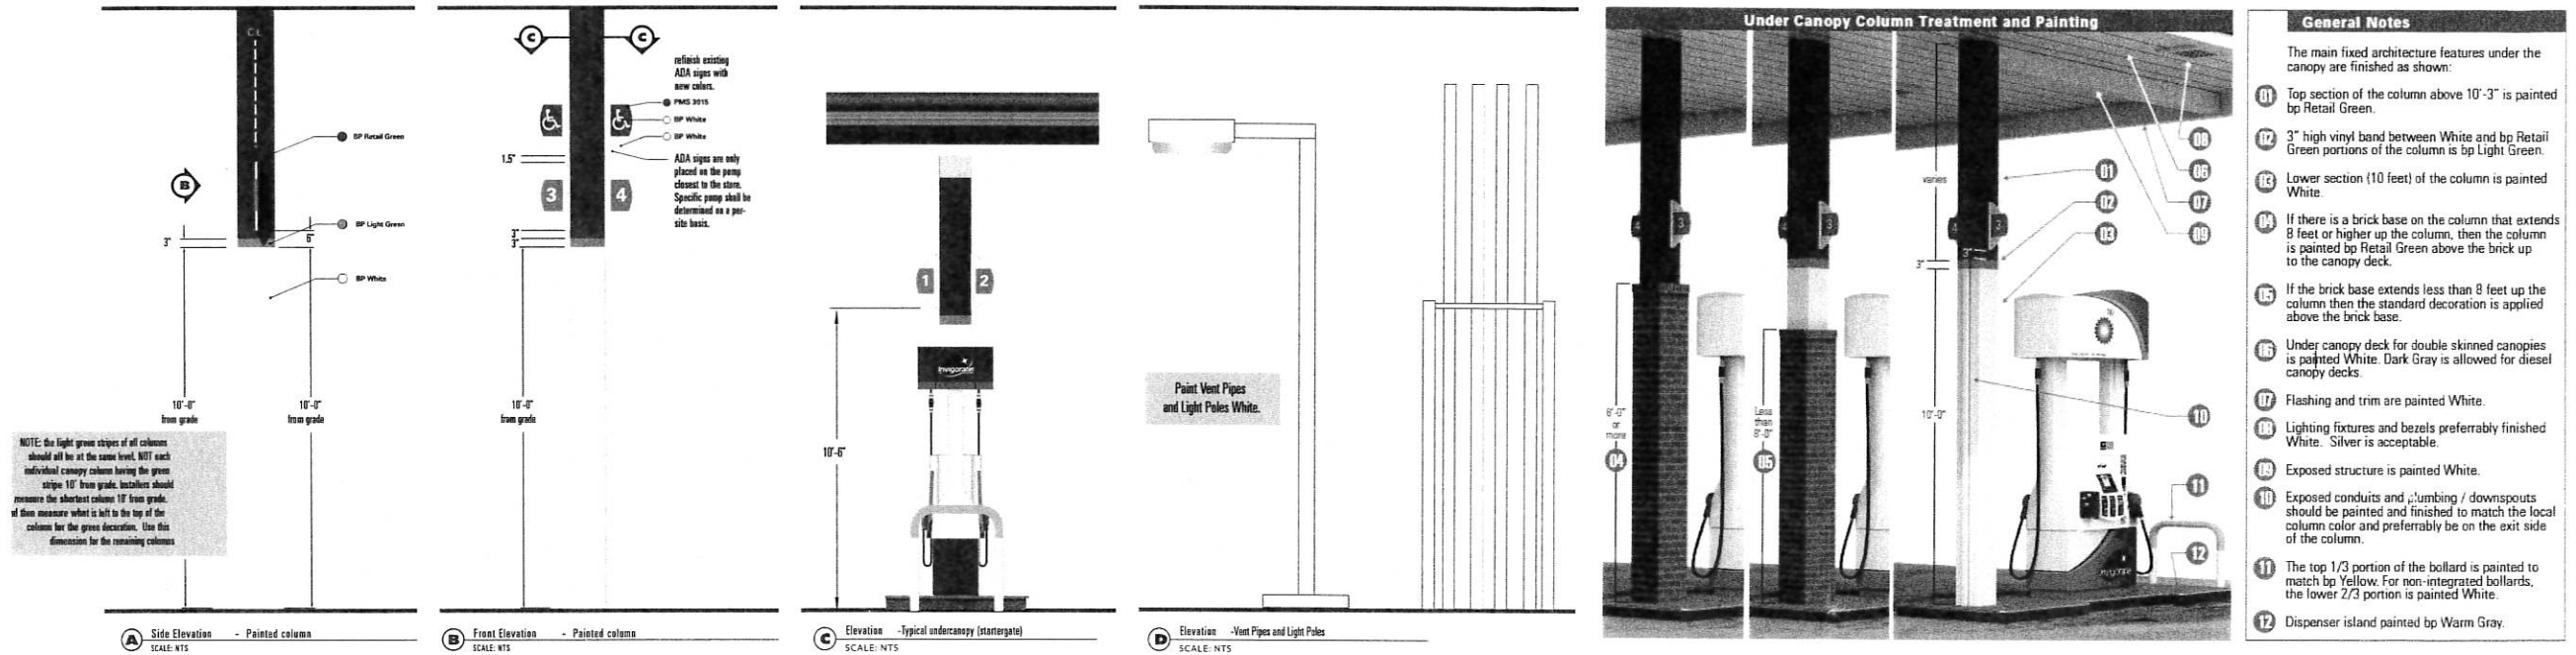 CL
BP Retail Green
B
BP Light Green
3"
6"
BP White
10'-0"
from grade
10'-0"
from grade
NOTE: the light green stripes of all columns
should all be at the same level, NOT each
individual canopy column having the green
stripe 10' from grade. Installers should
measure the shortest column 10' from grade.
then measure what is left to the top of the
column for the green decoration. Use this
dimension for the remaining columns
A Side Elevation - Painted column
SCALE: NTS
C
C
refinish existing
ADA signs with
new colors.
PMS 3015
BP White
BP White
1.5"
ADA signs are only
placed on the pump
closest to the store.
Specific pump shall be
determined on a per-
site basis.
3
4
3"
3"
10'-0"
from grade
B Front Elevation - Painted column
SCALE: NTS
1
2
Invigorate
10'-6"
C Elevation -Typical undercanopy (startergate)
SCALE: NTS
Paint Vent Pipes
and Light Poles White.
D Elevation -Vent Pipes and Light Poles
SCALE: NTS
Under Canopy Column Treatment and Painting
varies
08
01
06
02
07
03
09
4
3
3
4
3
3"
3"
8'-0"
or
more
04
Less
than
8'-0"
05
10'-0"
10
11
12
Invigorate
General Notes
The main fixed architecture features under the
canopy are finished as shown:
01 Top section of the column above 10'-3" is painted
bp Retail Green.
02 3" high vinyl band between White and bp Retail
Green portions of the column is bp Light Green.
03 Lower section (10 feet) of the column is painted
White.
04 If there is a brick base on the column that extends
8 feet or higher up the column, then the column
is painted bp Retail Green above the brick up
to the canopy deck.
05 If the brick base extends less than 8 feet up the
column then the standard decoration is applied
above the brick base.
06 Under canopy deck for double skinned canopies
is painted White. Dark Gray is allowed for diesel
canopy decks.
07 Flashing and trim are painted White.
08 Lighting fixtures and bezels preferrably finished
White. Silver is acceptable.
09 Exposed structure is painted White.
10 Exposed conduits and plumbing / downspouts
should be painted and finished to match the local
column color and preferrably be on the exit side
of the column.
11 The top 1/3 portion of the bollard is painted to
match bp Yellow. For non-integrated bollards,
the lower 2/3 portion is painted White.
12 Dispenser island painted bp Warm Gray.